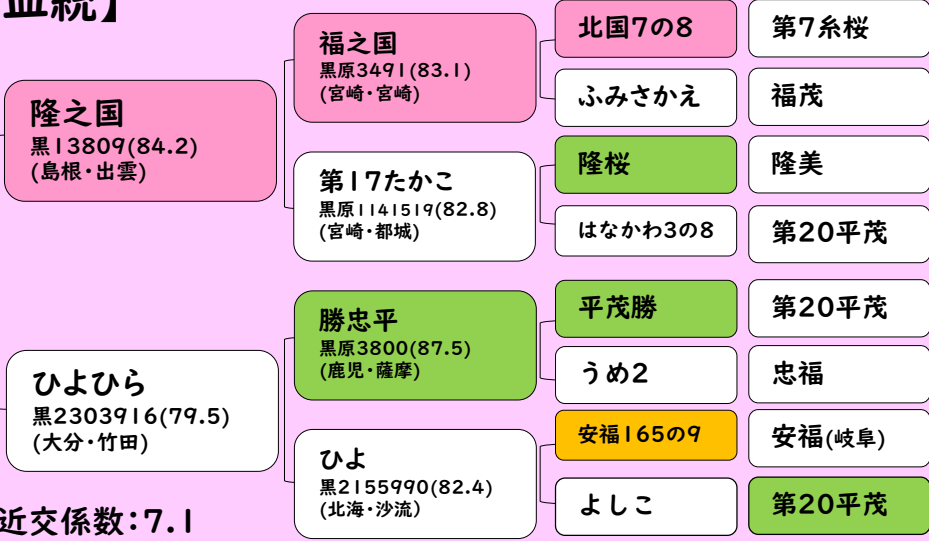 血統】
隆之国
黒13809(84.2)
(島根・出雲)
ひよひら
黒2303916(79.5)
(大分・竹田)
近交係数：7.1
福之国
黒原3491(83.1)
(宮崎・宮崎)
第17たかこ
黒原1141519(82.8)
(宮崎・都城)
勝忠平
黒原3800(87.5)
(鹿児・薩摩)
ひよ
黒2155990(82.4)
(北海・沙流)
北国7の8
ふみさかえ
隆桜
はなかわ3の8
平茂勝
うめ2
安福165の9
よしこ
第7糸桜
福茂
隆美
第20平茂
第20平茂
忠福
安福(岐阜)
第20平茂